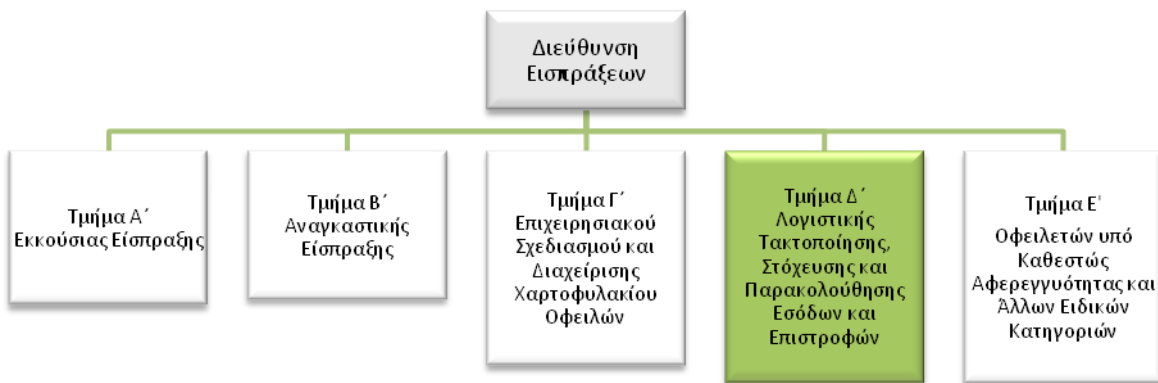 Διεύθυνση
Εισπράξεων
Τμήμα Α΄
Εκκούσιας Είσπραξης
Τμήμα Β΄
Αναγκαστικής
Είσπραξης
Τμήμα Γ΄
Επιχειρησιακού
Σχεδιασμού και
Διαχείρισης
Χαρτοφυλακίου
Οφειλών
Τμήμα Δ΄
Λογιστικής
Τακτοποίησης,
Στόχευσης και
Παρακολούθησης
Εσόδων και
Επιστροφών
Τμήμα Ε'
Οφειλετών υπό
Καθεστώς
Αφερεγγυότητας και
Άλλων Ειδικών
Κατηγοριών